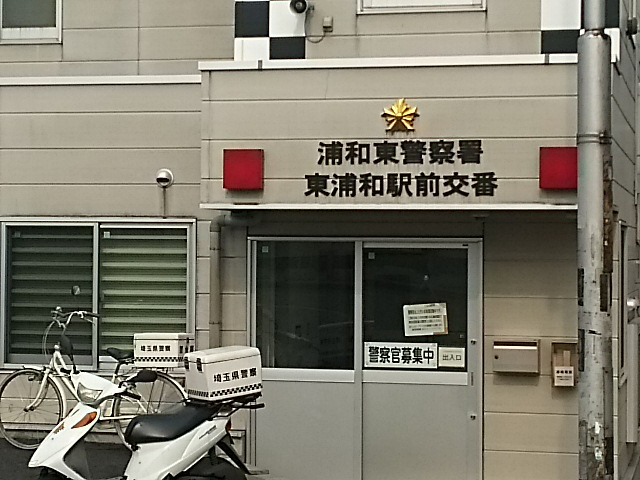 浦和東警察署
東浦和駅前交番
警察官募集中
出入口
埼玉県警察
埼玉県警察